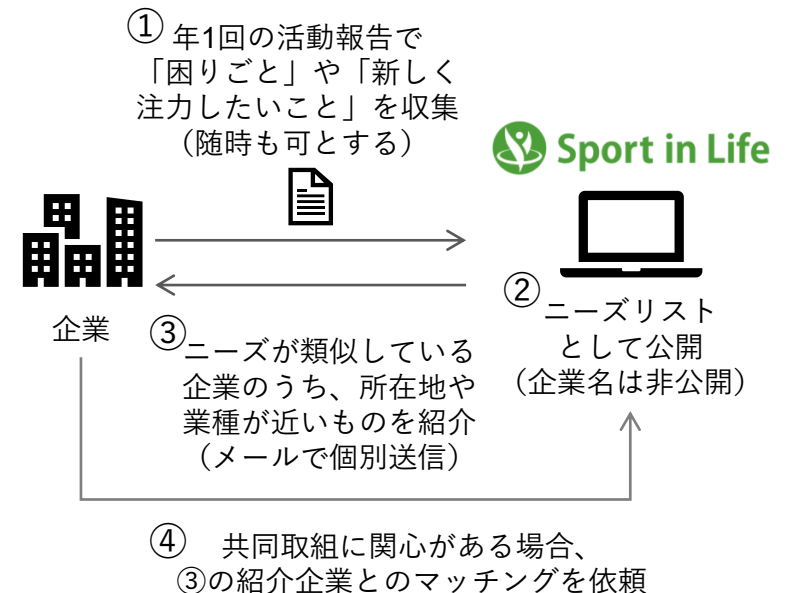 ① 年1回の活動報告で
「困りごと」や「新しく
注力したいこと」を収集
(随時も可とする)
Sport in Life
企業
② ニーズリスト
として公開
(企業名は非公開)
③ ニーズが類似している
企業のうち、所在地や
業種が近いものを紹介
(メールで個別送信)
④ 共同取組に関心がある場合、
③の紹介企業とのマッチングを依頼